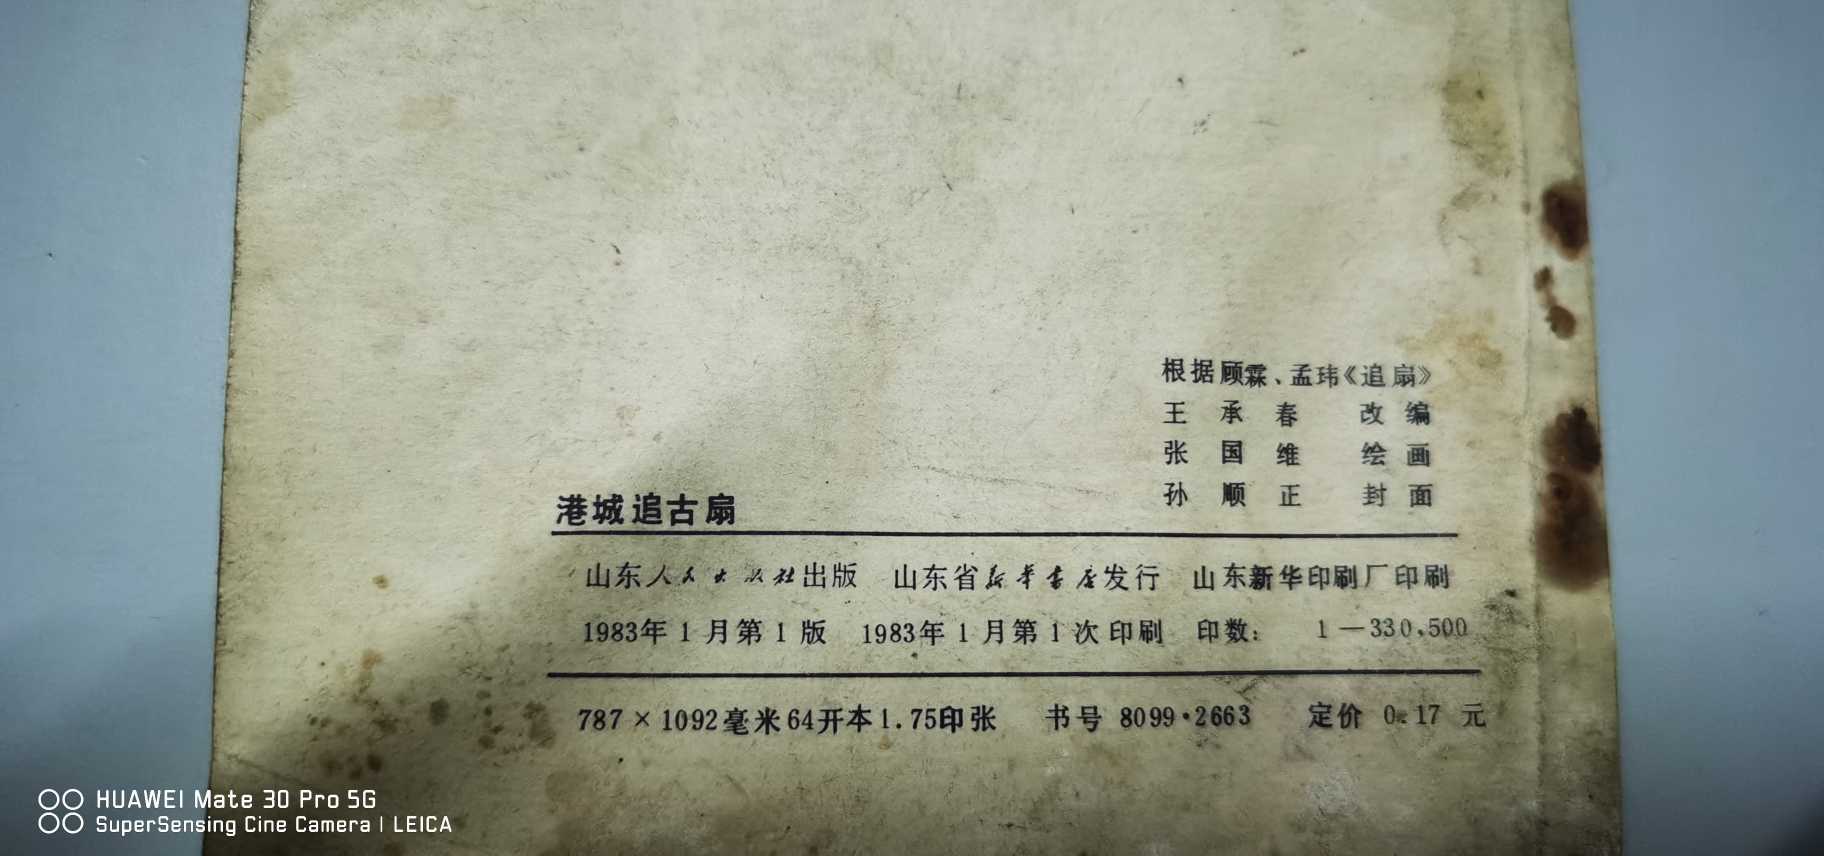 根据顾霖、孟玮《追扇》
王承春 改编
张国维 绘画
孙顺正 封面
港城追古扇
山东人民出版社出版 山东省新华书店发行 山东新华印刷厂印刷
1983年1月第1版 1983年1月第1次印刷 印数： 1—330,500
787×1092毫米64开本1.75印张 书号 8099·2663 定价 0.17 元
HUAWEI Mate 30 Pro 5G
SuperSensing Cine Camera | LEICA